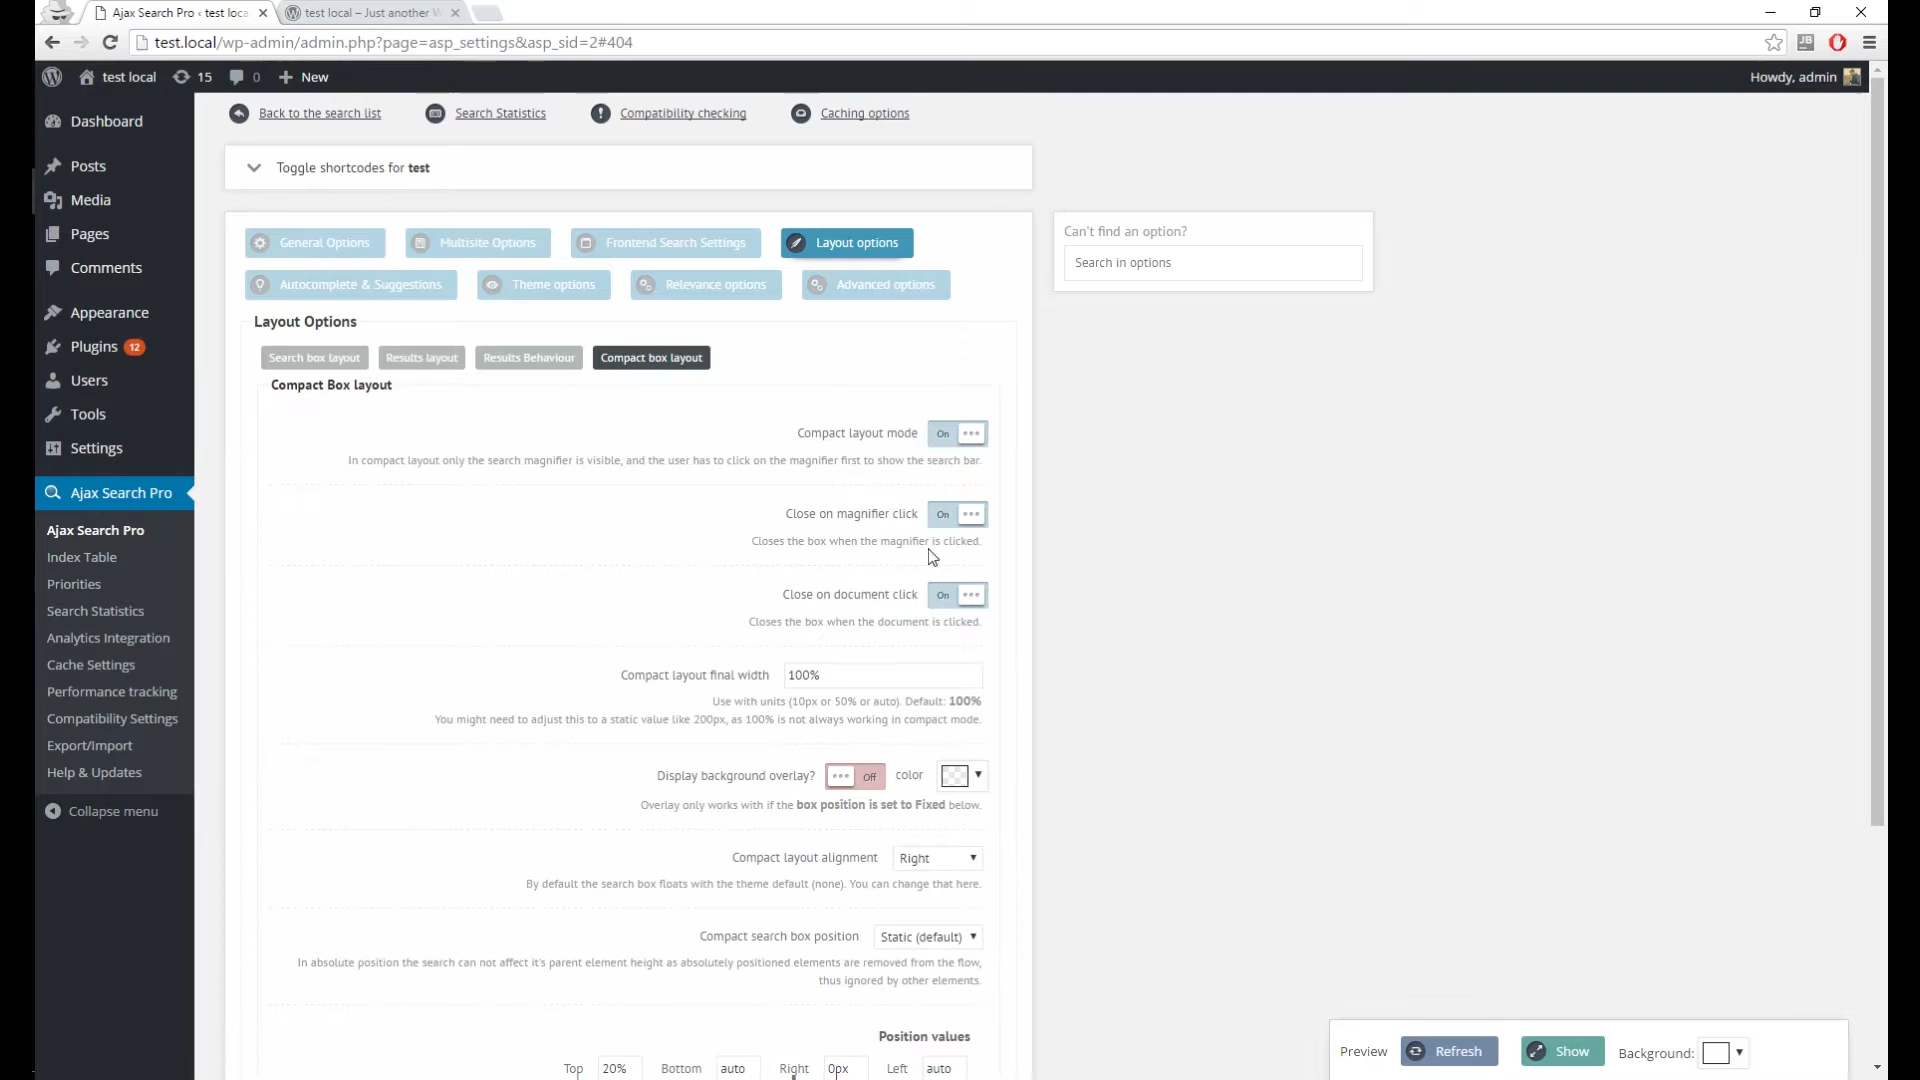 Ajax Search Pro ‹ test loca
test local – Just another W
test.local/wp-admin/admin.php?page=asp_settings&asp_sid=2#404
test local
15
0
New
Howdy, admin
Dashboard
Posts
Media
Pages
Comments
Appearance
Plugins 12
Users
Tools
Settings
Ajax Search Pro
Ajax Search Pro
Index Table
Priorities
Search Statistics
Analytics Integration
Cache Settings
Performance tracking
Compatibility Settings
Export/Import
Help & Updates
Collapse menu
Back to the search list
Search Statistics
Compatibility checking
Caching options
Toggle shortcodes for test
General Options
Multisite Options
Frontend Search Settings
Layout options
Autocomplete & Suggestions
Theme options
Relevance options
Advanced options
Can't find an option?
Search in options
Layout Options
Search box layout
Results layout
Results Behaviour
Compact box layout
Compact Box layout
Compact layout mode On
In compact layout only the search magnifier is visible, and the user has to click on the magnifier first to show the search bar.
Close on magnifier click On
Closes the box when the magnifier is clicked.
Close on document click On
Closes the box when the document is clicked.
Compact layout final width 100%
Use with units (10px or 50% or auto). Default: 100%
You might need to adjust this to a static value like 200px, as 100% is not always working in compact mode.
Display background overlay? Off color
Overlay only works with if the box position is set to Fixed below.
Compact layout alignment Right
By default the search box floats with the theme default (none). You can change that here.
Compact search box position Static (default)
In absolute position the search can not affect it's parent element height as absolutely positioned elements are removed from the flow,
thus ignored by other elements.
Position values
Top 20% Bottom auto Right 0px Left auto
Preview
Refresh
Show
Background: